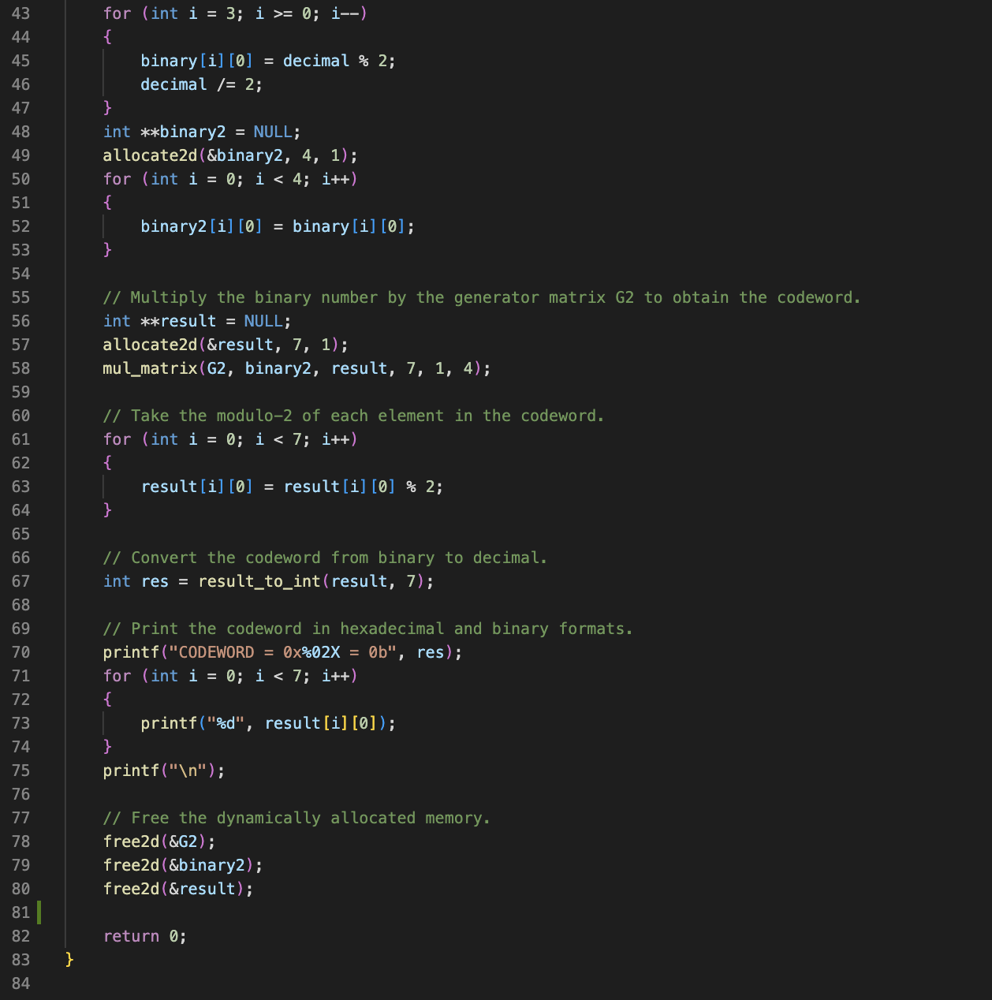 43 for (int i = 3; i >= 0; i--)
44 {
45 binary[i][0] = decimal % 2;
46 decimal /= 2;
47 }
48 int **binary2 = NULL;
49 allocate2d(&binary2, 4, 1);
50 for (int i = 0; i < 4; i++)
51 {
52 binary2[i][0] = binary[i][0];
53 }
54
55 // Multiply the binary number by the generator matrix G2 to obtain the codeword.
56 int **result = NULL;
57 allocate2d(&result, 7, 1);
58 mul_matrix(G2, binary2, result, 7, 1, 4);
59
60 // Take the modulo-2 of each element in the codeword.
61 for (int i = 0; i < 7; i++)
62 {
63 result[i][0] = result[i][0] % 2;
64 }
65
66 // Convert the codeword from binary to decimal.
67 int res = result_to_int(result, 7);
68
69 // Print the codeword in hexadecimal and binary formats.
70 printf("CODEWORD = 0x%02X = 0b", res);
71 for (int i = 0; i < 7; i++)
72 {
73 printf("%d", result[i][0]);
74 }
75 printf("\n");
76
77 // Free the dynamically allocated memory.
78 free2d(&G2);
79 free2d(&binary2);
80 free2d(&result);
81
82 return 0;
83 }
84